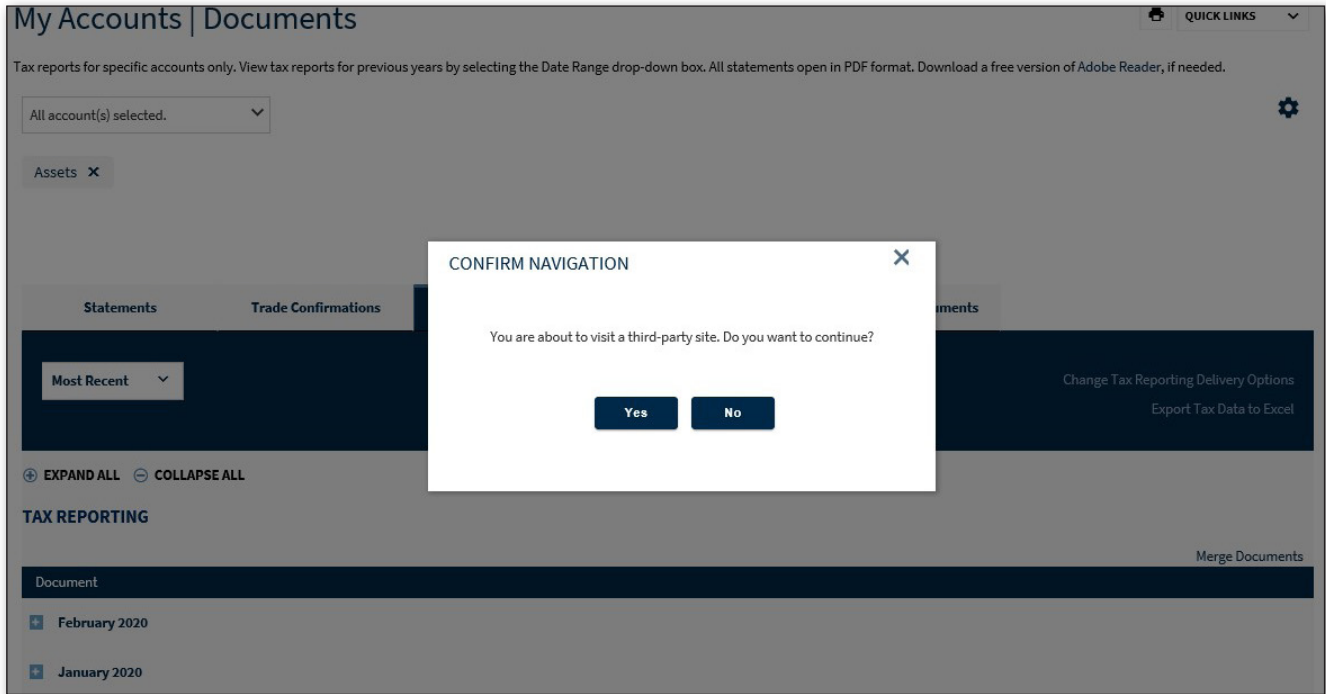 My Accounts | Documents
QUICK LINKS
Tax reports for specific accounts only. View tax reports for previous years by selecting the Date Range drop-down box. All statements open in PDF format. Download a free version of Adobe Reader, if needed.
All account(s) selected.
Assets
CONFIRM NAVIGATION
Statements
Trade Confirmations
uments
You are about to visit a third-party site. Do you want to continue?
Most Recent
Change Tax Reporting Delivery Options
Yes
No
Export Tax Data to Excel
EXPAND ALL
COLLAPSE ALL
TAX REPORTING
Merge Documents
Document
February 2020
January 2020